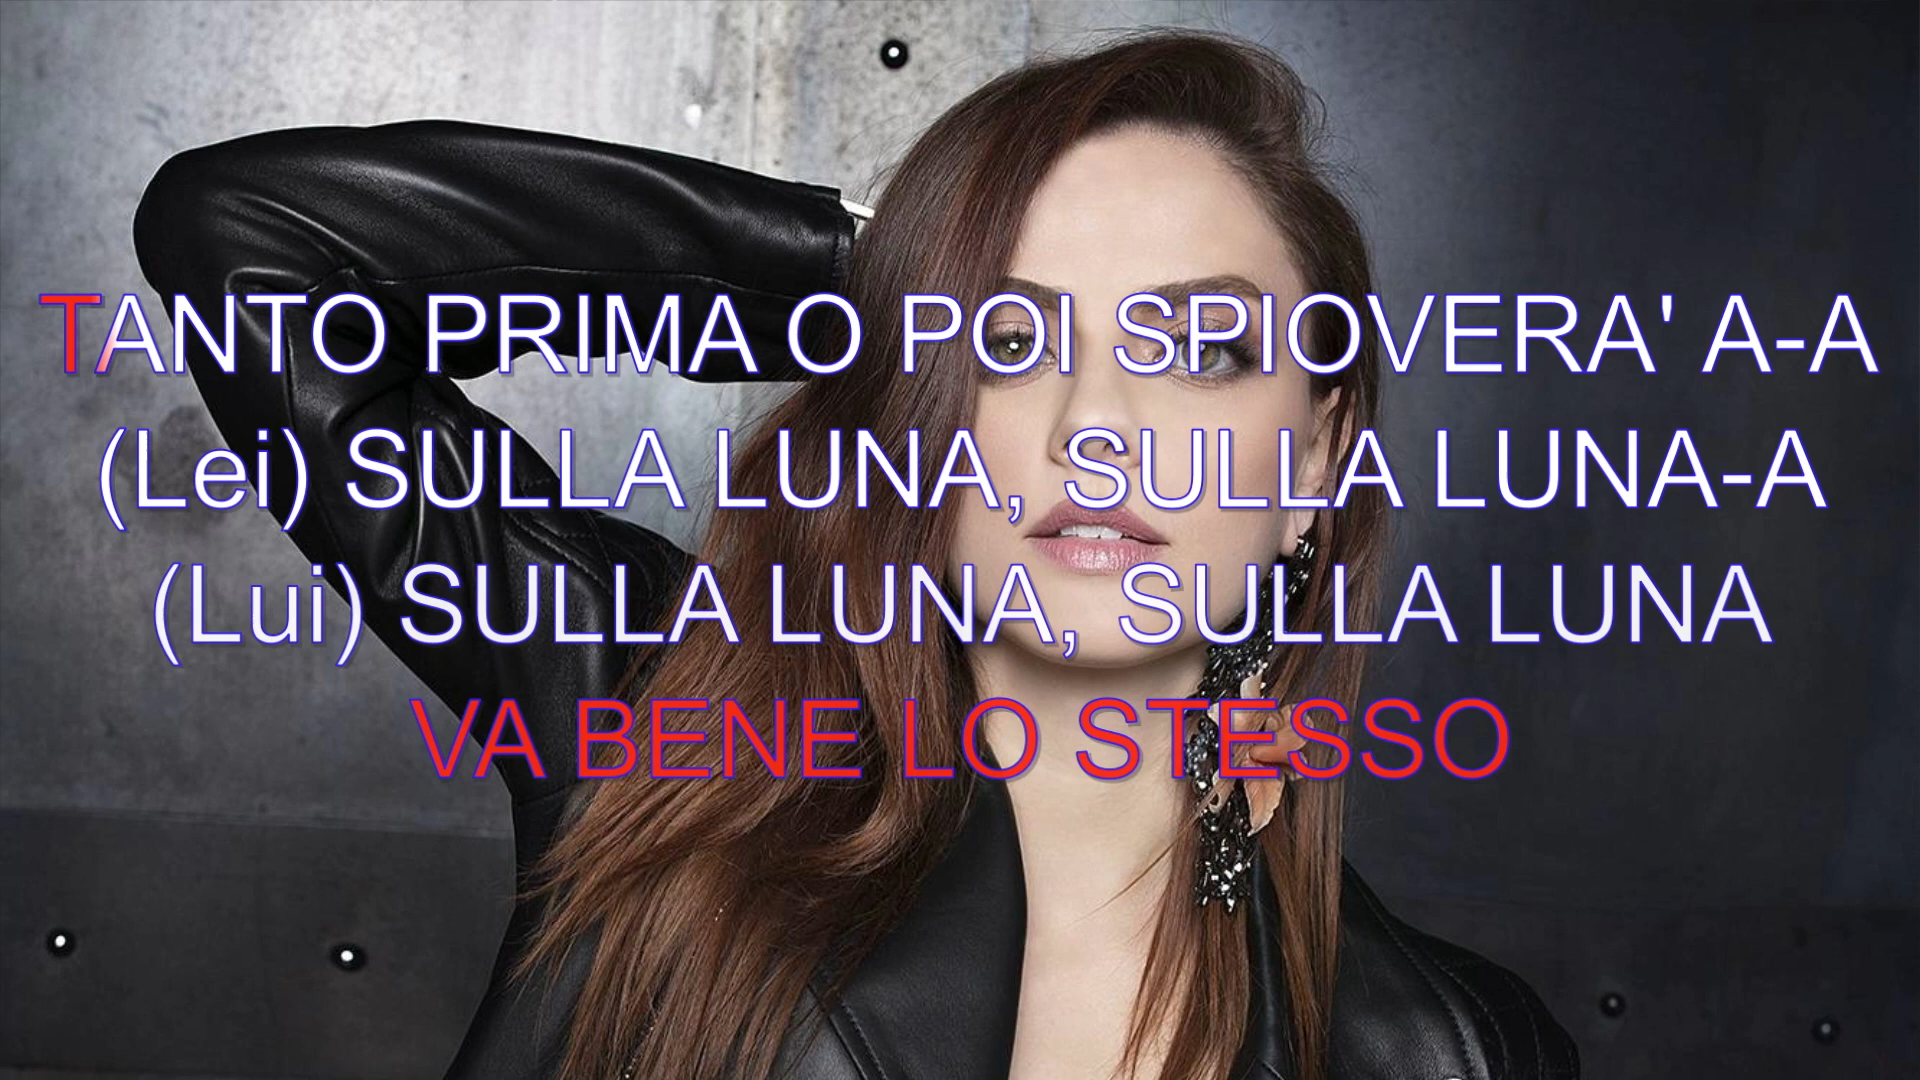 TANTO PRIMA O POI SPIOVERA' A-A
(Lei) SULLA LUNA, SULLA LUNA-A
(Lui) SULLA LUNA, SULLA LUNA
VA BENE LO STESSO